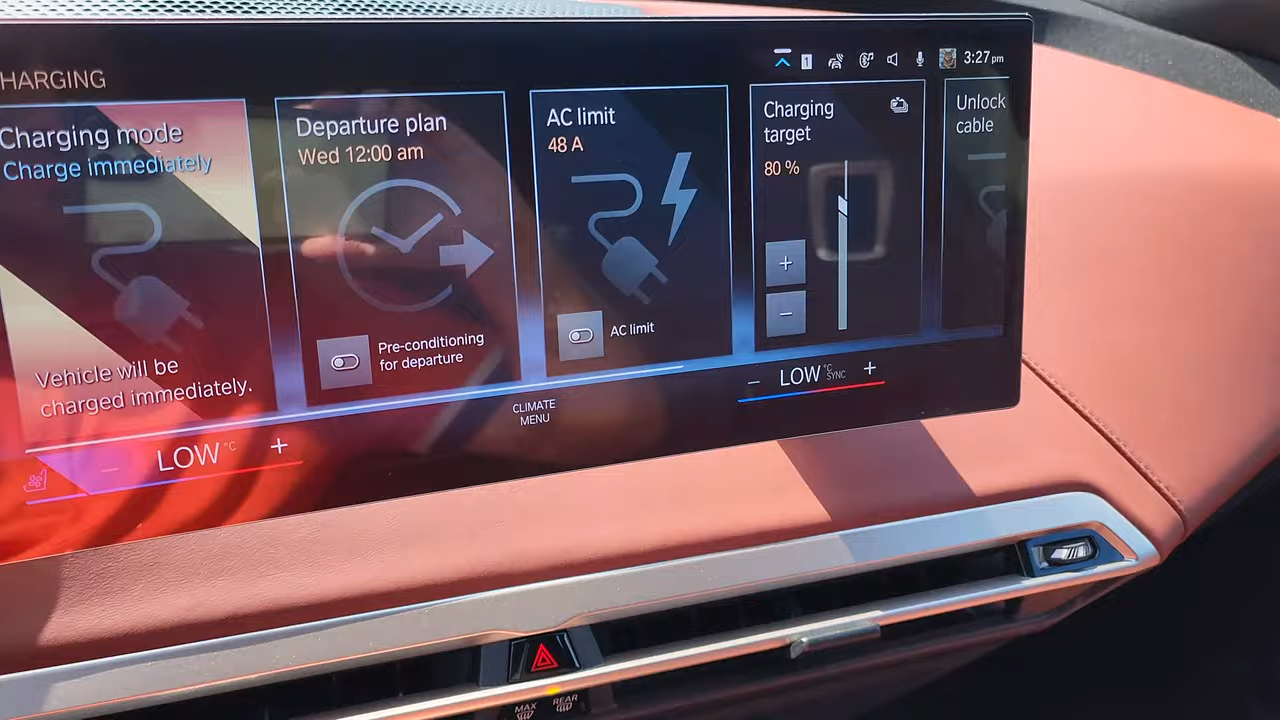 1
3:27 pm
HARGING
Charging mode
Charge immediately
Vehicle will be
charged immediately.
Departure plan
Wed 12:00 am
Pre-conditioning
for departure
AC limit
48 A
AC limit
Charging
target
80 %
+
−
Unlock
cable
− LOW °C +
CLIMATE
MENU
− LOW °C SYNC +
MAX
REAR